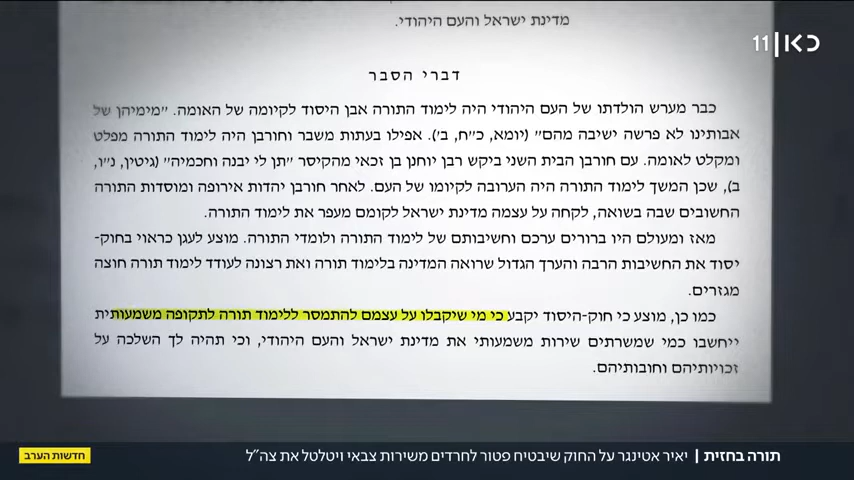 מדינת ישראל והעם היהודי.
כאן 11
דברי הסבר
כבר מערש הולדתו של העם היהודי היה לימוד התורה אבן היסוד לקיומה של האומה. "מימיהן של
אבותינו לא פרשה ישיבה מהם" (יומא, כ"ח, ב'). אפילו בעתות משבר וחורבן היה לימוד התורה מפלט
ומקלט לאומה. עם חורבן הבית השני ביקש רבן יוחנן בן זכאי מהקיסר "תן לי יבנה וחכמיה" (גיטין, נ"ו,
ב), שכן המשך לימוד התורה היה הערובה לקיומו של העם. לאחר חורבן יהדות אירופה ומוסדות התורה
החשובים שבה בשואה, לקחה על עצמה מדינת ישראל לקומם מעפר את לימוד התורה.
מאז ומעולם היו ברורים ערכם וחשיבותם של לימוד התורה ולומדי התורה. מוצע לעגן כראוי בחוק-
יסוד את החשיבות הרבה והערך הגדול שרואה המדינה בלימוד תורה ואת רצונה לעודד לימוד תורה חוצה
מגזרים.
כמו כן, מוצע כי חוק-היסוד יקבע כי מי שיקבלו על עצמם להתמסר ללימוד תורה לתקופה משמעותית
ייחשבו כמי שמשרתים שירות משמעותי את מדינת ישראל והעם היהודי, וכי תהיה לך השלכה על
זכויותיהם וחובותיהם.
תורה בחזית | יאיר אטינגר על החוק שיבטיח פטור לחרדים משירות צבאי ויטלטל את צה"ל
חדשות הערב